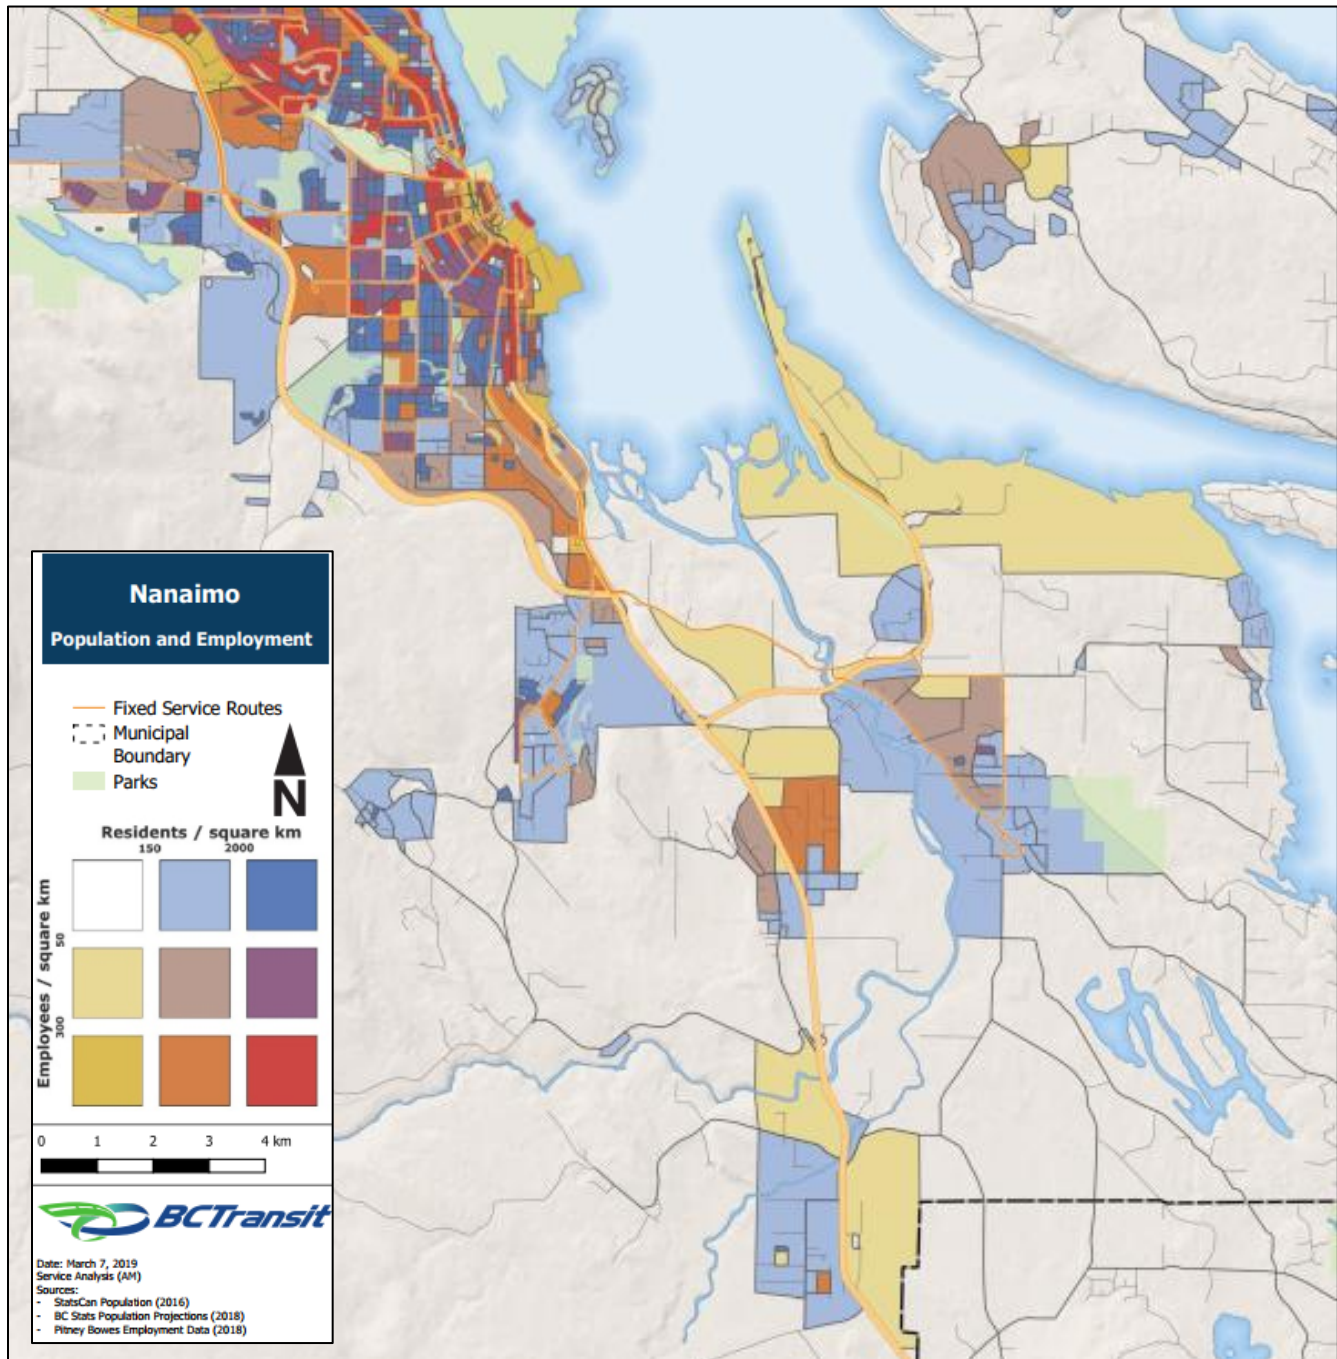 Nanaimo
Population and Employment
Fixed Service Routes
Municipal
Boundary
Parks
N
Residents / square km
150 2000
Employees / square km
50
300
0 1 2 3 4 km
BCTransit
Date: March 7, 2019
Service Analysis (AM)
Sources:
- StatsCan Population (2016)
- BC Stats Population Projections (2018)
- Pitney Bowes Employment Data (2018)